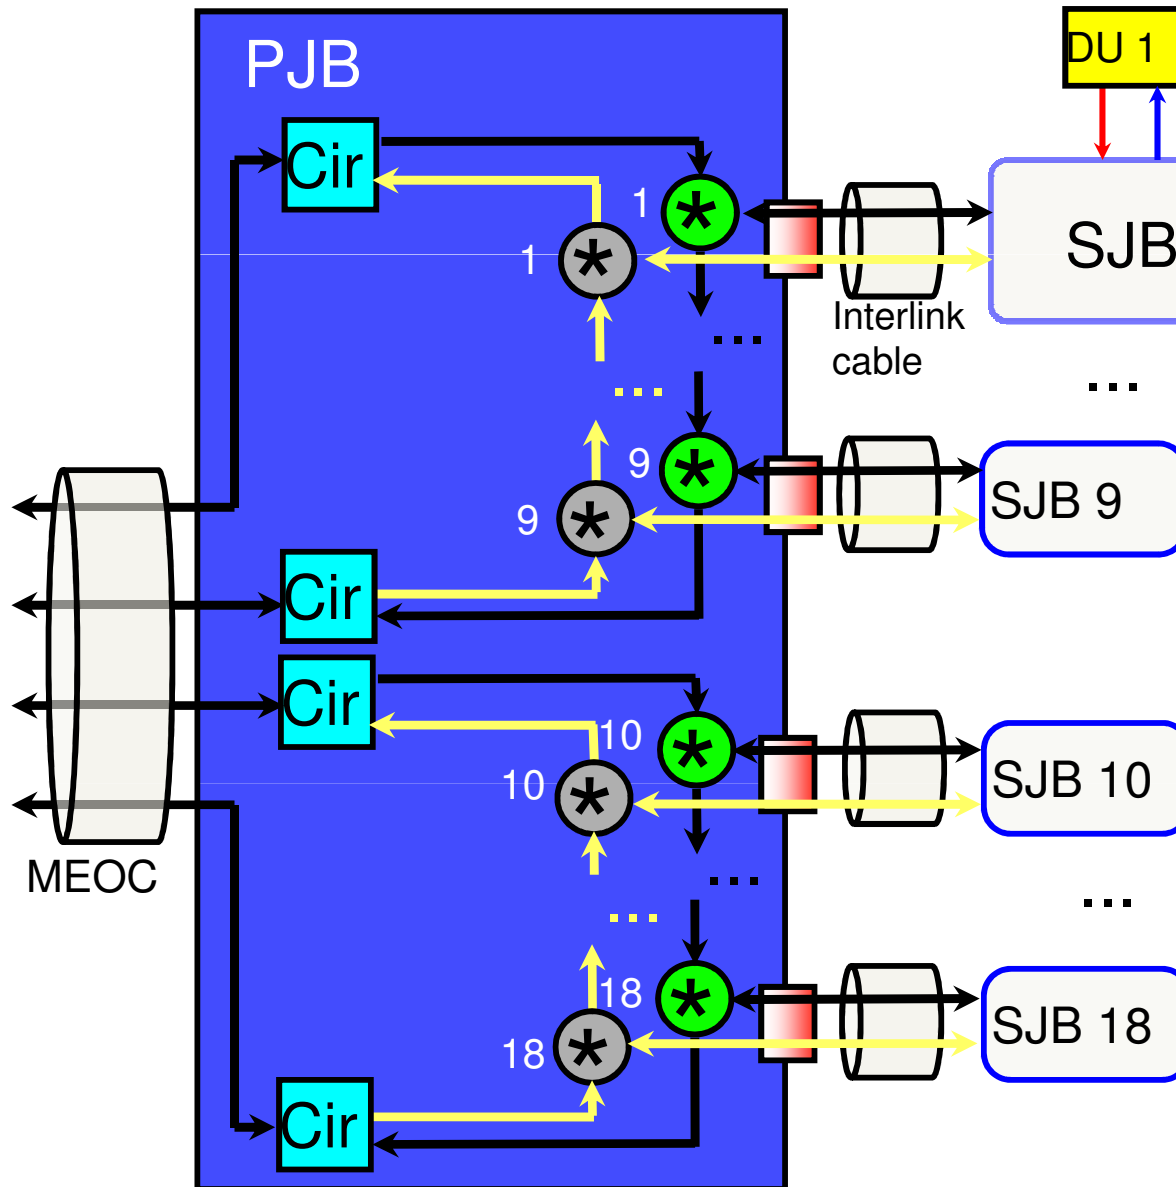 PJB
DU 1
Cir
1
1
SJB
Interlink
cable
...
...
...
9
9
SJB 9
Cir
Cir
10
10
SJB 10
MEOC
...
...
...
18
18
SJB 18
Cir